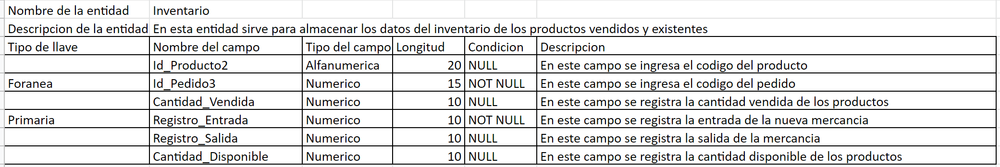 Nombre de la entidad Inventario
Descripcion de la entidad En esta entidad sirve para almacenar los datos del inventario de los productos vendidos y existentes
Tipo de llave Nombre del campo Tipo del campo Longitud Condicion Descripcion
Id_Producto2 Alfanumerica 20 NULL En este campo se ingresa el codigo del producto
Foranea Id_Pedido3 Numerico 15 NOT NULL En este campo se ingresa el codigo del pedido
Cantidad_Vendida Numerico 10 NULL En este campo se registra la cantidad vendida de los productos
Primaria Registro_Entrada Numerico 10 NOT NULL En este campo se registra la entrada de la nueva mercancia
Registro_Salida Numerico 10 NULL En este campo se registra la salida de la mercancia
Cantidad_Disponible Numerico 10 NULL En este campo se registra la cantidad disponible de los productos